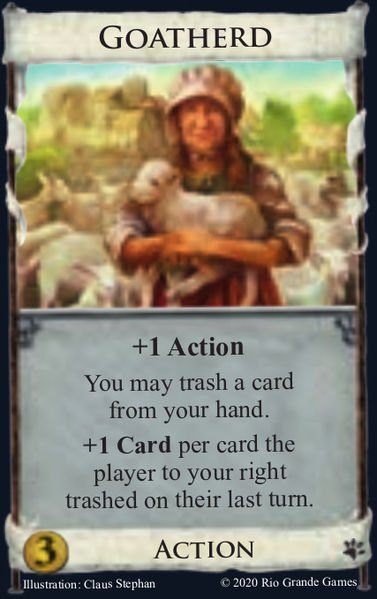 GOATHERD
+1 Action
You may trash a card
from your hand.
+1 Card per card the
player to your right
trashed on their last turn.
3
ACTION
Illustration: Claus Stephan
© 2020 Rio Grande Games